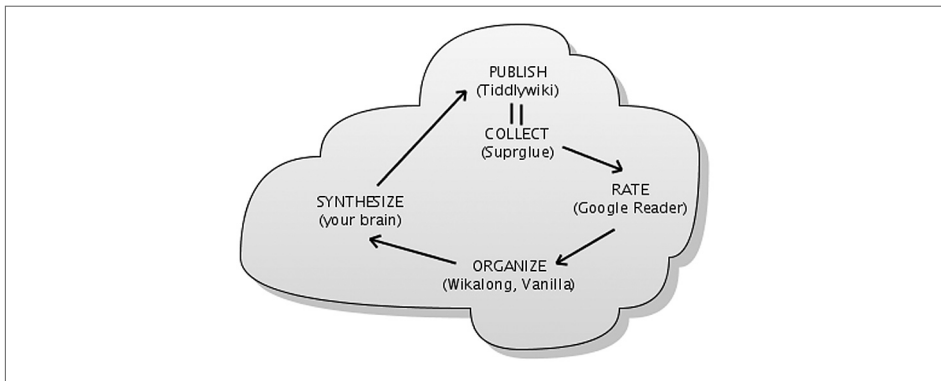 PUBLISH
(Tiddlywiki)
COLLECT
(Suprglue)
RATE
(Google Reader)
SYNTHESIZE
(your brain)
ORGANIZE
(Wikalong, Vanilla)